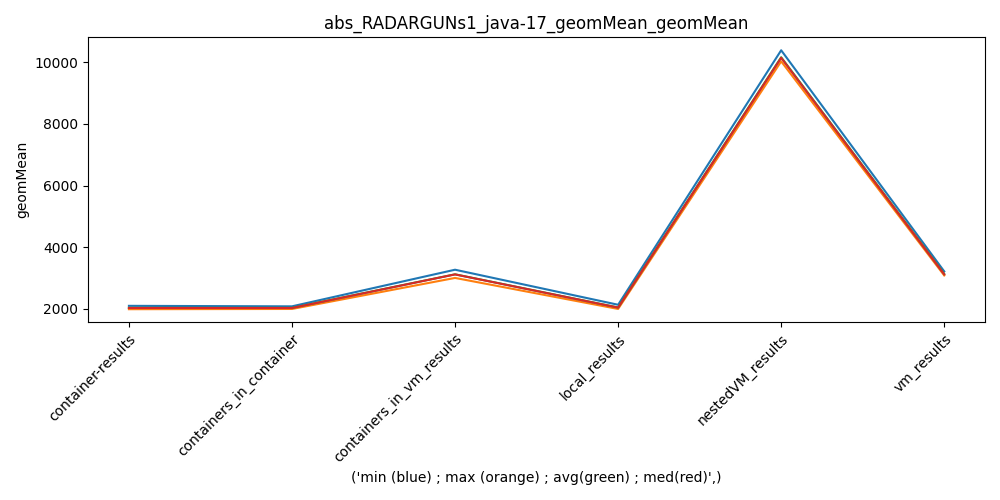 abs_RADARGUNs1_java-17_geomMean_geomMean
geomMean
10000
8000
6000
4000
2000
container-results
containers_in_container
containers_in_vm_results
local_results
nestedVM_results
vm_results
('min (blue) ; max (orange) ; avg(green) ; med(red)',)